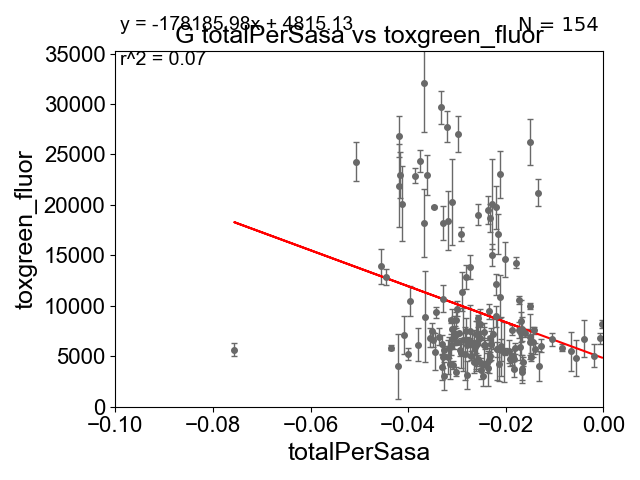 y = -178185.98x + 4815.13
N = 154
G totalPerSasa vs toxgreen_fluor
r^2 = 0.07
35000
30000
25000
20000
15000
10000
5000
0
toxgreen_fluor
−0.10 −0.08 −0.06 −0.04 −0.02 0.00
totalPerSasa